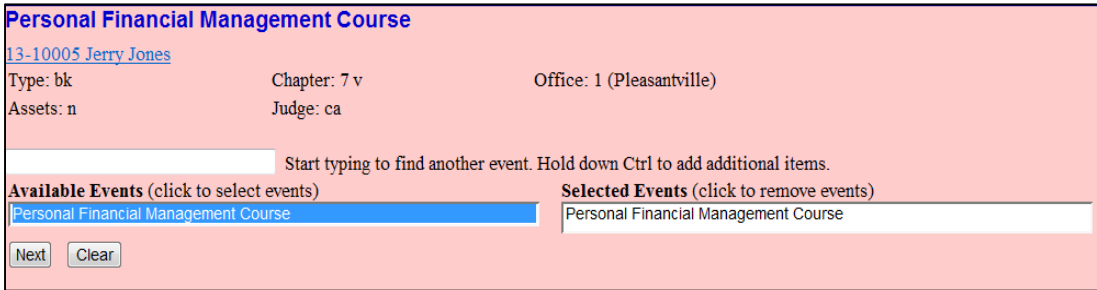 Personal Financial Management Course
13-10005 Jerry Jones
Type: bk Chapter: 7 v Office: 1 (Pleasantville)
Assets: n Judge: ca
Start typing to find another event. Hold down Ctrl to add additional items.
Available Events (click to select events) Selected Events (click to remove events)
Personal Financial Management Course Personal Financial Management Course
Next Clear